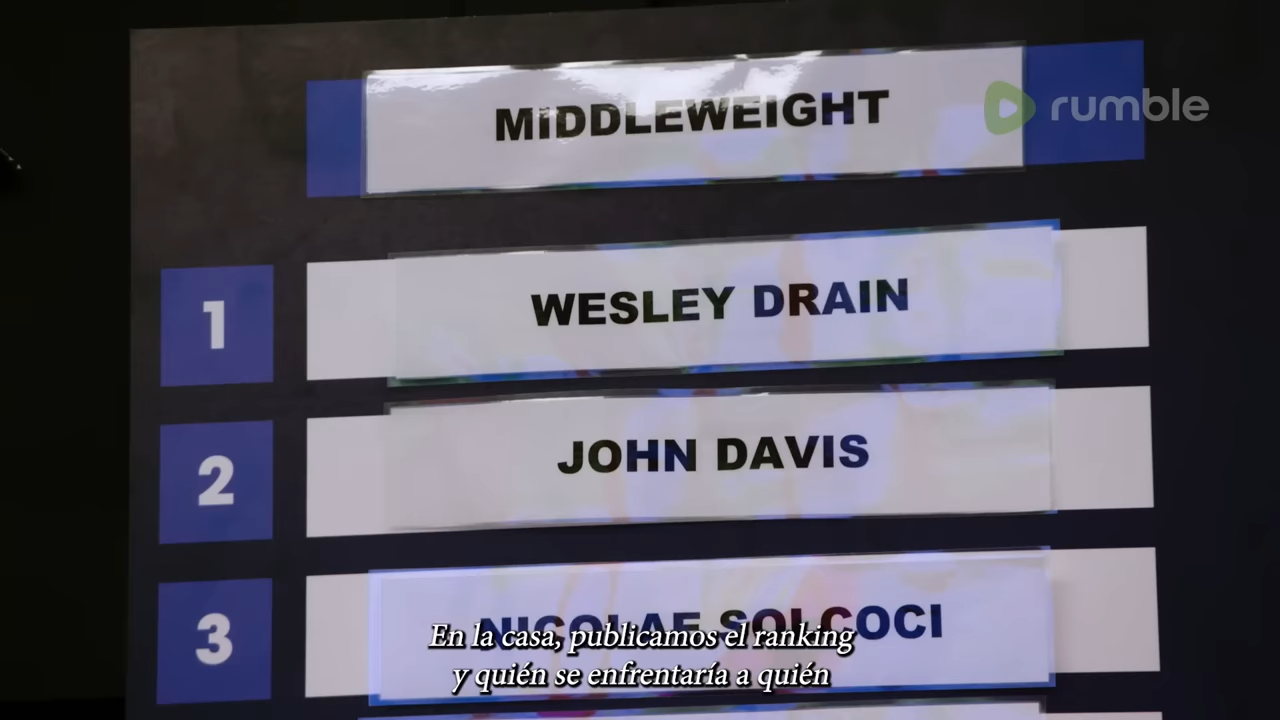 MIDDLEWEIGHT
rumble
1
WESLEY DRAIN
2
JOHN DAVIS
3
NICOLAE SOLCOCI
En la casa, publicamos el ranking
y quién se enfrentaría a quién